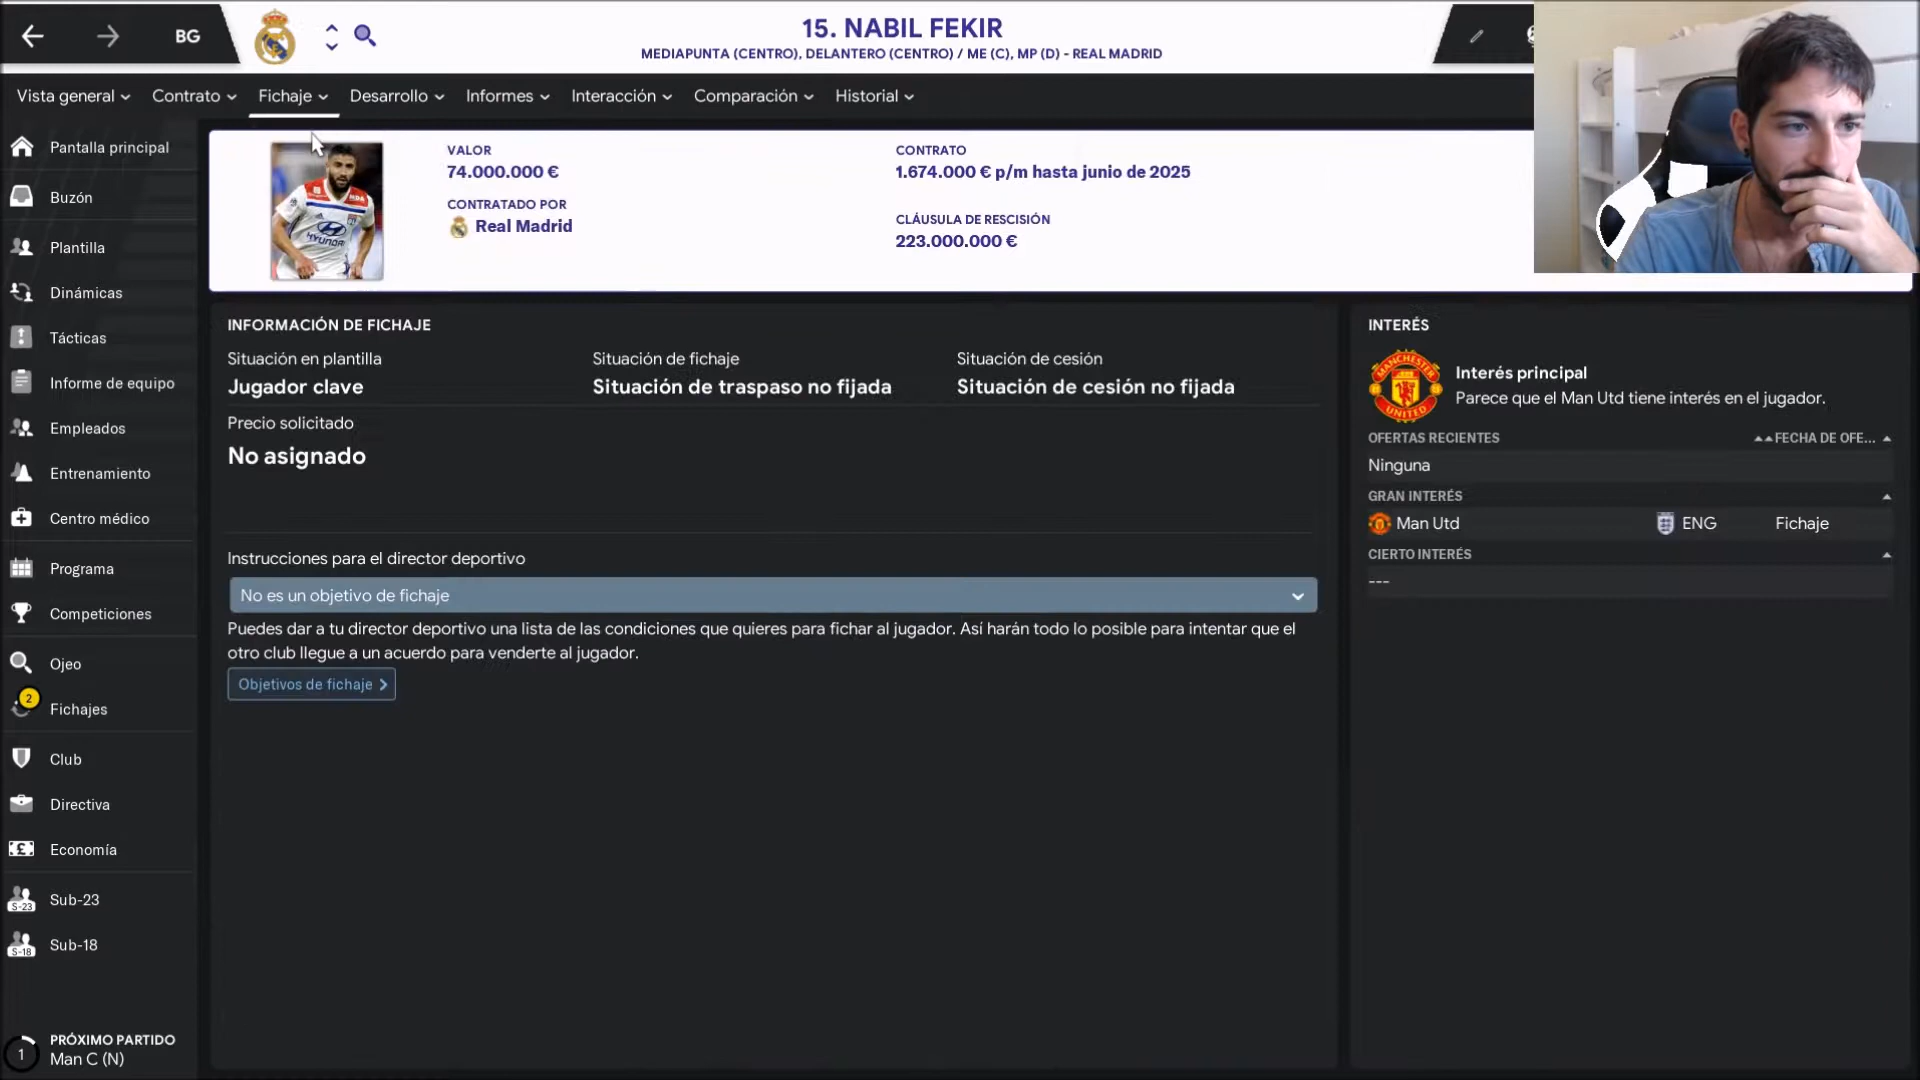 BG
15. NABIL FEKIR
MEDIAPUNTA (CENTRO), DELANTERO (CENTRO) / ME (C), MP (D) - REAL MADRID
Vista general
Contrato
Fichaje
Desarrollo
Informes
Interacción
Comparación
Historial
Pantalla principal
Buzón
Plantilla
Dinámicas
Tácticas
Informe de equipo
Empleados
Entrenamiento
Centro médico
Programa
Competiciones
Ojeo
2
Fichajes
Club
Directiva
Economía
S-23
Sub-23
S-18
Sub-18
1
PRÓXIMO PARTIDO
Man C (N)
VALOR
74.000.000 €
CONTRATADO POR
Real Madrid
CONTRATO
1.674.000 € p/m hasta junio de 2025
CLÁUSULA DE RESCISIÓN
223.000.000 €
HYUNDAI
INFORMACIÓN DE FICHAJE
Situación en plantilla
Jugador clave
Situación de fichaje
Situación de traspaso no fijada
Situación de cesión
Situación de cesión no fijada
Precio solicitado
No asignado
Instrucciones para el director deportivo
No es un objetivo de fichaje
Puedes dar a tu director deportivo una lista de las condiciones que quieres para fichar al jugador. Así harán todo lo posible para intentar que el
otro club llegue a un acuerdo para venderte al jugador.
Objetivos de fichaje
INTERÉS
MANCHESTER
UNITED
Interés principal
Parece que el Man Utd tiene interés en el jugador.
OFERTAS RECIENTES
FECHA DE OFE...
Ninguna
GRAN INTERÉS
Man Utd
ENG
Fichaje
CIERTO INTERÉS
---